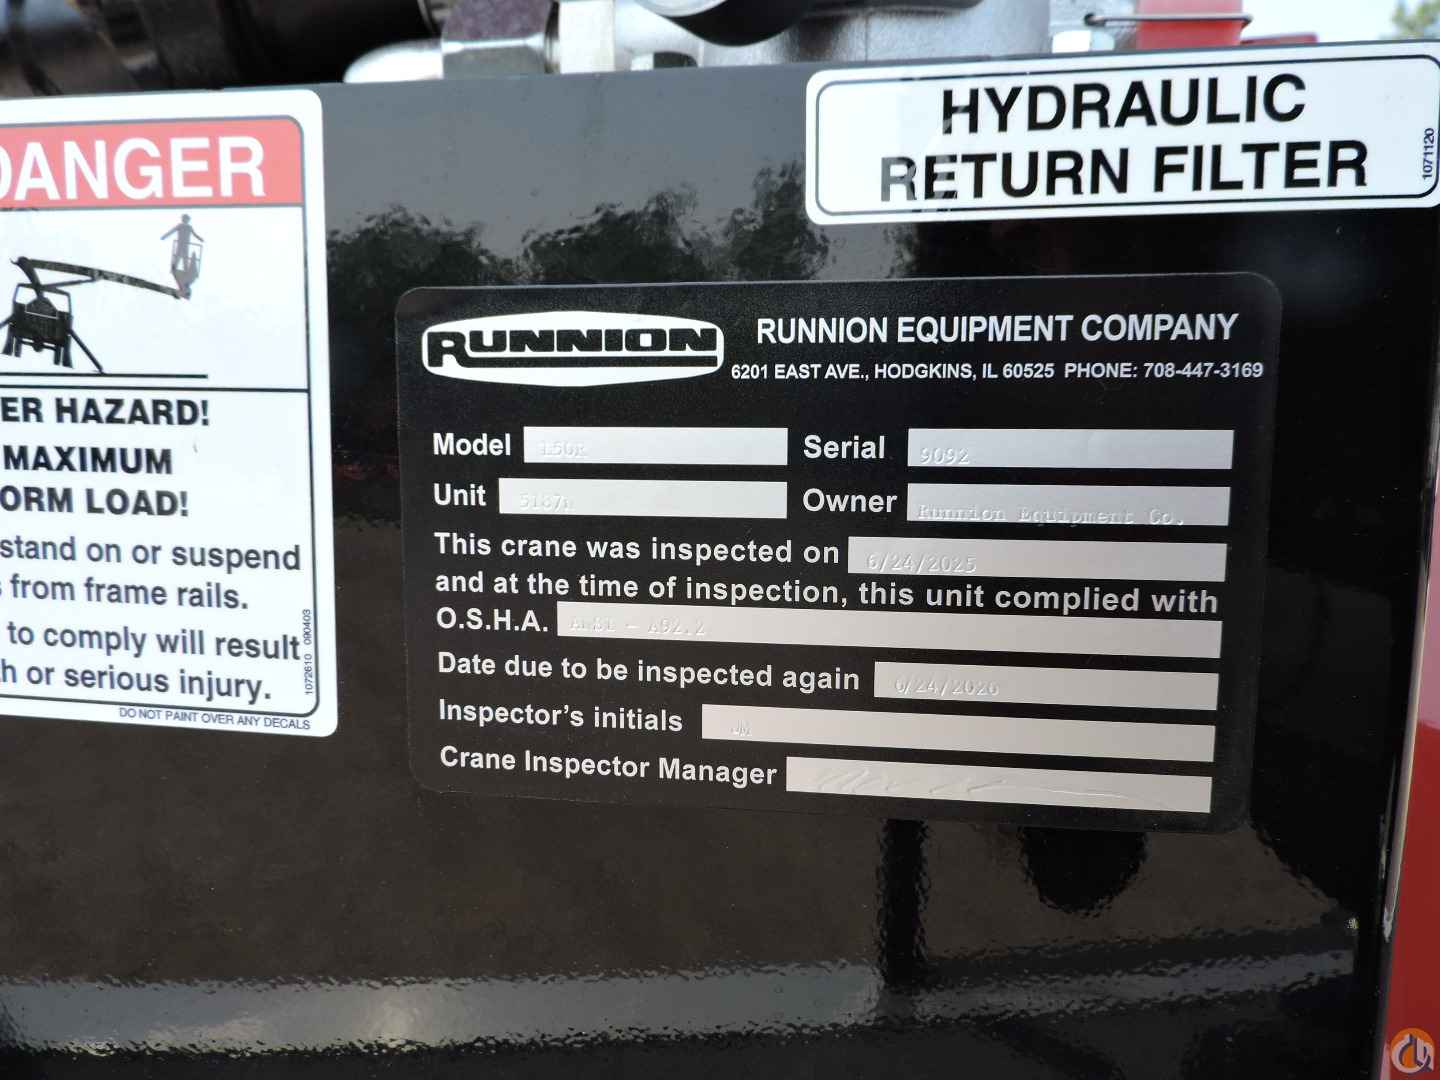 DANGER
ER HAZARD!
MAXIMUM
ORM LOAD!
stand on or suspend
s from frame rails.
to comply will result
th or serious injury.
1072610 090403
DO NOT PAINT OVER ANY DECALS
HYDRAULIC
RETURN FILTER
1071120
RUNNION
RUNNION EQUIPMENT COMPANY
6201 EAST AVE., HODGKINS, IL 60525 PHONE: 708-447-3169
Model
Serial 9092
Unit
Owner Runnion Equipment Co.
This crane was inspected on 6/24/2025
and at the time of inspection, this unit complied with
O.S.H.A. ANSI - A92.2
Date due to be inspected again 6/24/2026
Inspector's initials
Crane Inspector Manager